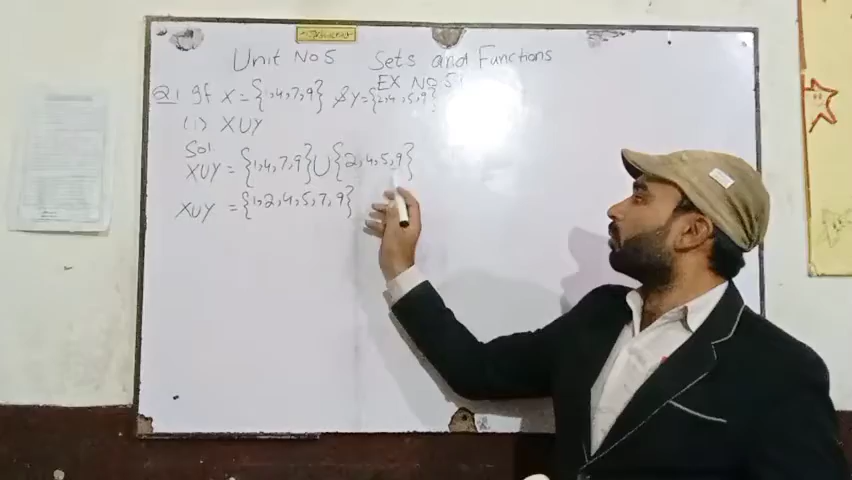 Unit No 5 Sets and Functions
EX NO 5.1
Q1 If X = {1,4,7,9} & Y = {2,4,5,9}
(1) X∪Y
Sol
X∪Y = {1,4,7,9} ∪ {2,4,5,9}
X∪Y = {1,2,4,5,7,9}